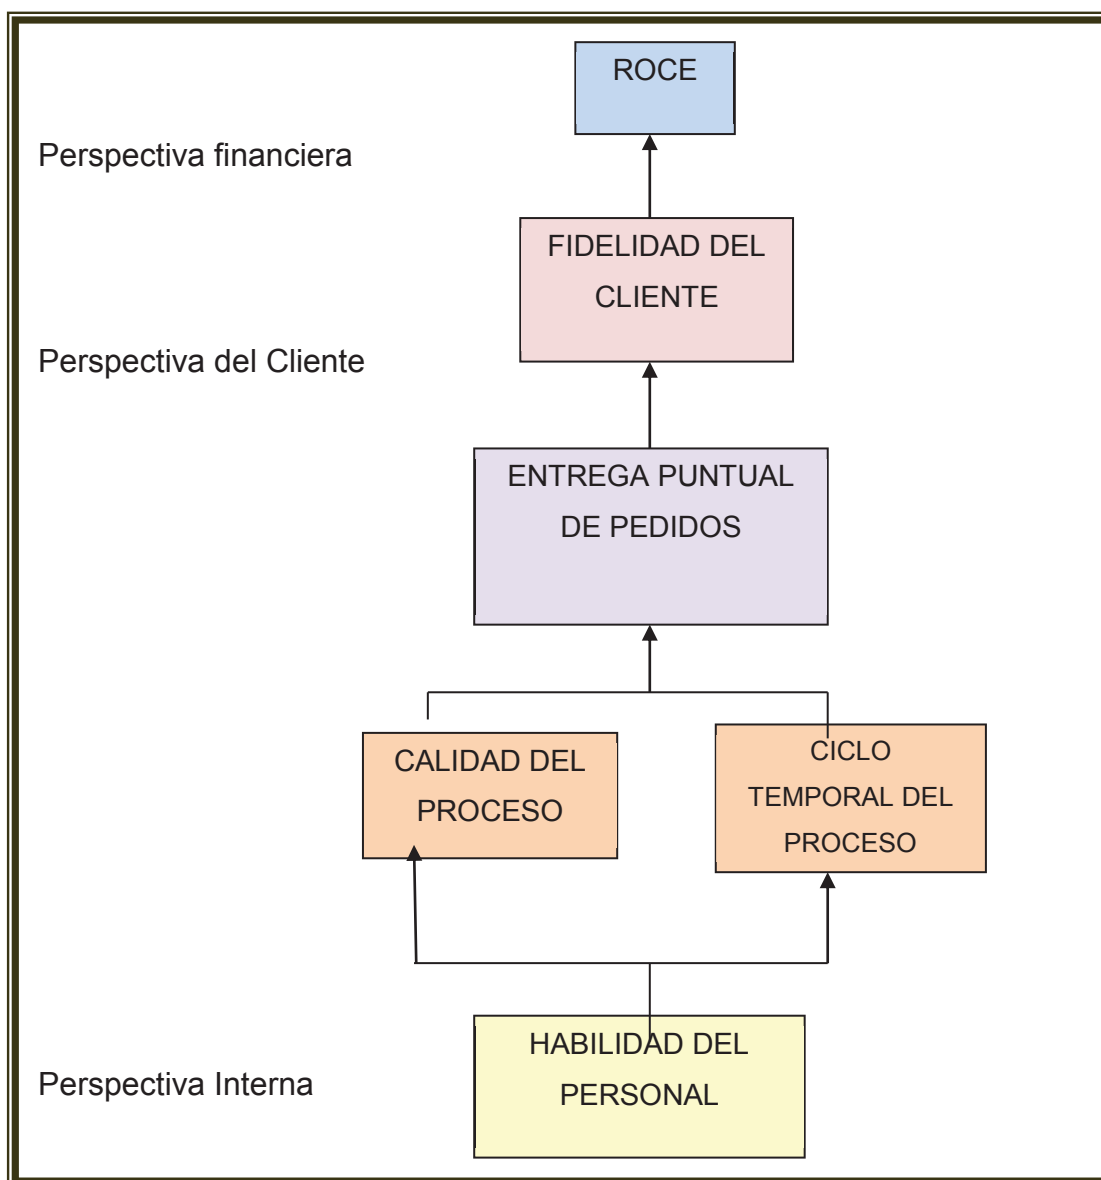 ROCE
Perspectiva financiera
FIDELIDAD DEL
CLIENTE
Perspectiva del Cliente
ENTREGA PUNTUAL
DE PEDIDOS
CALIDAD DEL
PROCESO
CICLO
TEMPORAL DEL
PROCESO
HABILIDAD DEL
PERSONAL
Perspectiva Interna